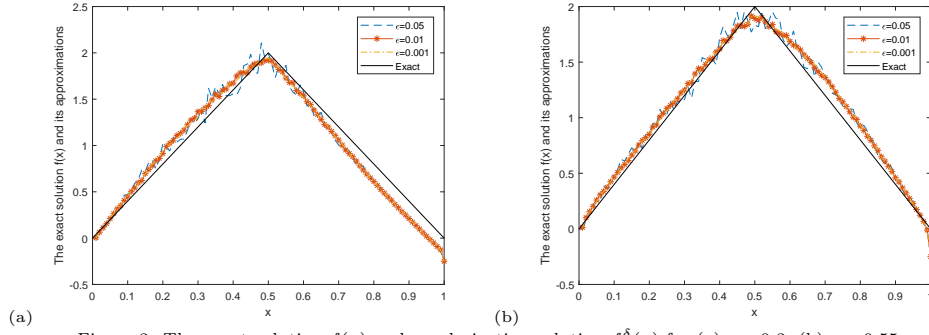 The exact solution f(x) and its approximations
2.5
2
1.5
1
0.5
0
-0.5
0 0.1 0.2 0.3 0.4 0.5 0.6 0.7 0.8 0.9 1
x
ϵ=0.05
ϵ=0.01
ϵ=0.001
Exact
(a)
The exact solution f(x) and its approximations
2
1.5
1
0.5
0
-0.5
0 0.1 0.2 0.3 0.4 0.5 0.6 0.7 0.8 0.9 1
x
ϵ=0.05
ϵ=0.01
ϵ=0.001
Exact
(b)